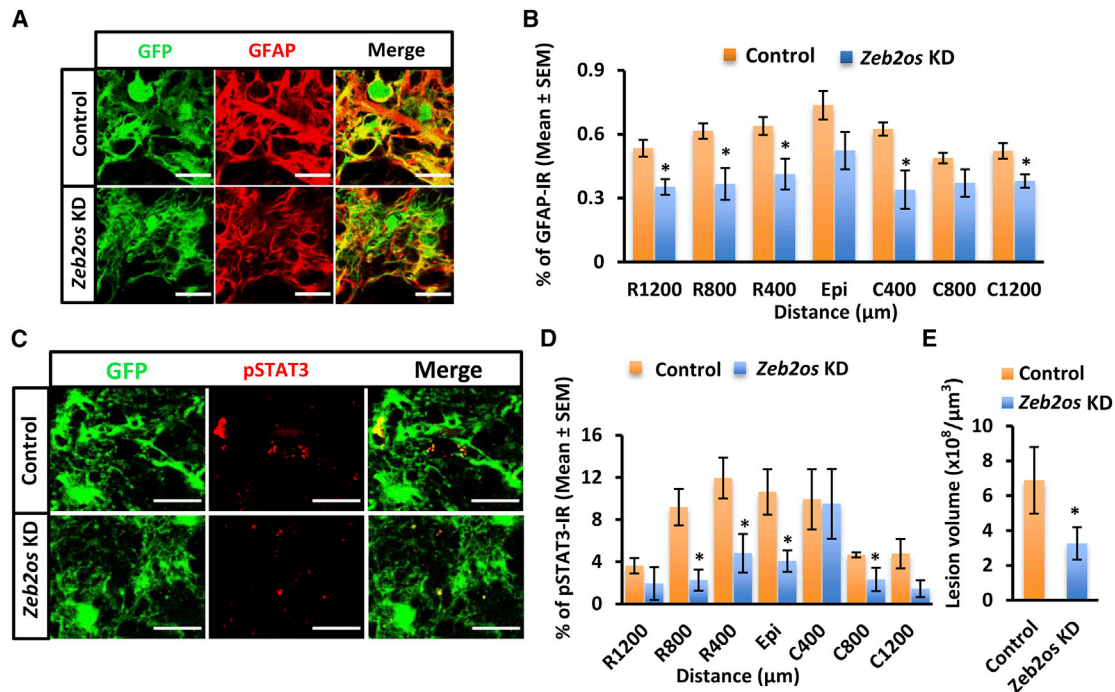 A
GFP GFAP Merge
Control
Zeb2os KD
B
Control Zeb2os KD
% of GFAP-IR (Mean ± SEM)
0.9
0.6
0.3
0
* * * * *
R1200 R800 R400 Epi C400 C800 C1200
Distance (µm)
C
GFP pSTAT3 Merge
Control
Zeb2os KD
D
Control Zeb2os KD
% of pSTAT3-IR (Mean ± SEM)
16
12
8
4
0
* * * *
R1200 R800 R400 Epi C400 C800 C1200
Distance (µm)
E
Control
Zeb2os KD
Lesion volume (x10⁸/µm³)
10
8
6
4
2
0
*
Control Zeb2os KD